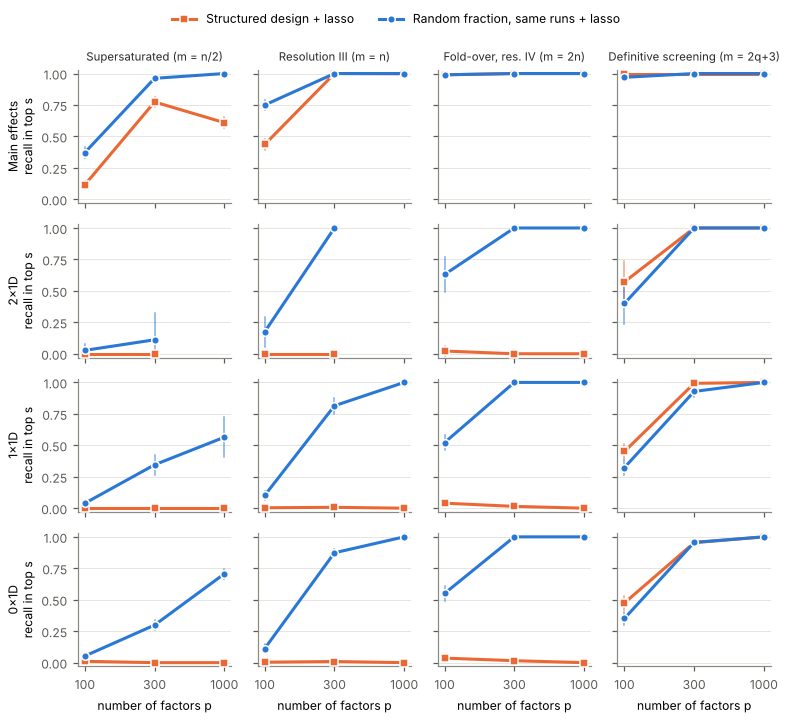 Structured design + lasso
Random fraction, same runs + lasso
Supersaturated (m = n/2)
Resolution III (m = n)
Fold-over, res. IV (m = 2n)
Definitive screening (m = 2q+3)
Main effects
recall in top s
1.00
0.75
0.50
0.25
0.00
2×1D
recall in top s
1.00
0.75
0.50
0.25
0.00
1×1D
recall in top s
1.00
0.75
0.50
0.25
0.00
0×1D
recall in top s
1.00
0.75
0.50
0.25
0.00
100 300 1000
100 300 1000
100 300 1000
100 300 1000
number of factors p
number of factors p
number of factors p
number of factors p